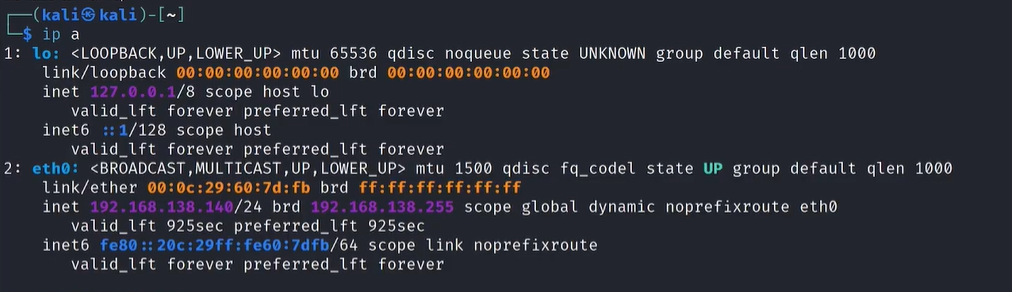 ┌──(kali㉿kali)-[~]
└─$ ip a
1: lo: <LOOPBACK,UP,LOWER_UP> mtu 65536 qdisc noqueue state UNKNOWN group default qlen 1000
    link/loopback 00:00:00:00:00:00 brd 00:00:00:00:00:00
    inet 127.0.0.1/8 scope host lo
       valid_lft forever preferred_lft forever
    inet6 ::1/128 scope host
       valid_lft forever preferred_lft forever
2: eth0: <BROADCAST,MULTICAST,UP,LOWER_UP> mtu 1500 qdisc fq_codel state UP group default qlen 1000
    link/ether 00:0c:29:60:7d:fb brd ff:ff:ff:ff:ff:ff
    inet 192.168.138.140/24 brd 192.168.138.255 scope global dynamic noprefixroute eth0
       valid_lft 925sec preferred_lft 925sec
    inet6 fe80::20c:29ff:fe60:7dfb/64 scope link noprefixroute
       valid_lft forever preferred_lft forever